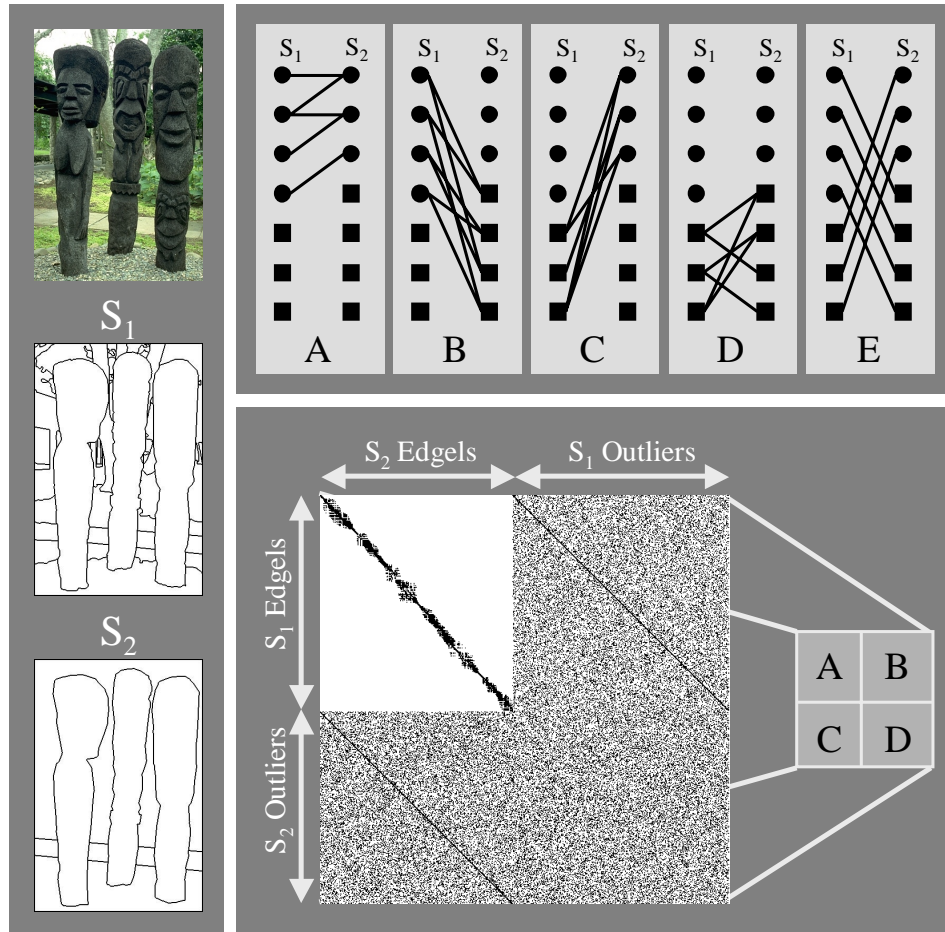 S1
S2
S1 S2
S1 S2
S1 S2
S1 S2
S1 S2
A
B
C
D
E
S2 Edgels
S1 Outliers
S1 Edgels
S2 Outliers
A B
C D